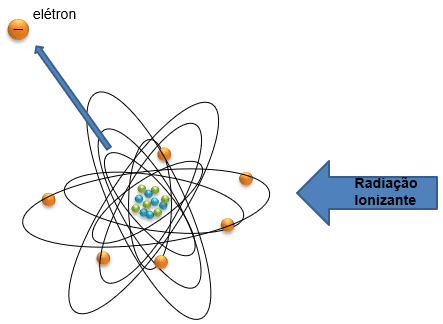 elétron
−
Radiação
Ionizante